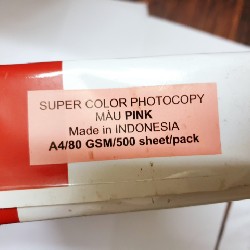 SUPER COLOR PHOTOCOPY
MÀU PINK
Made in INDONESIA
A4/80 GSM/500 sheet/pack